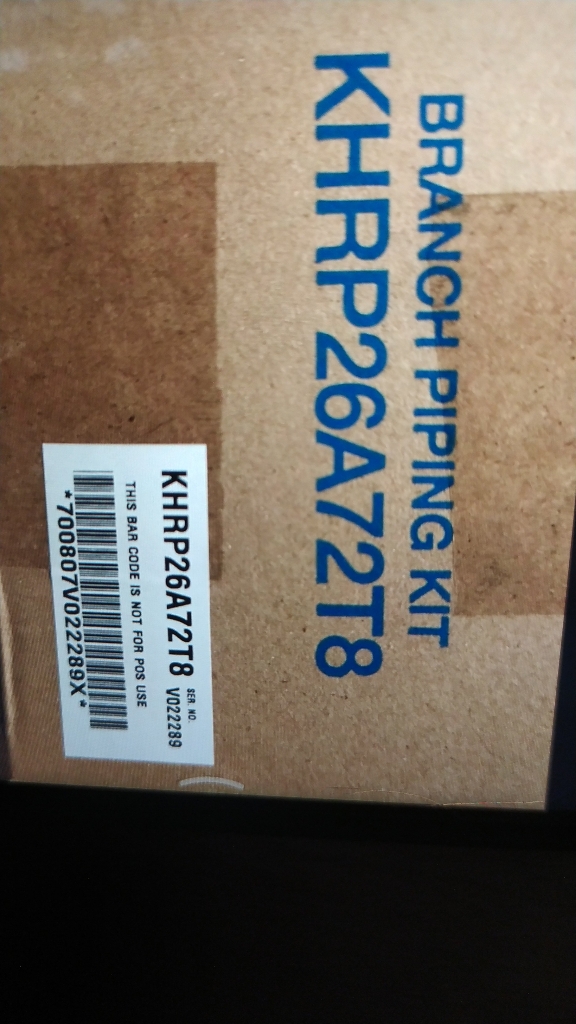 BRANCH PIPING KIT
KHRP26A72T8
KHRP26A72T8 SER. NO. V022289
THIS BAR CODE IS NOT FOR POS USE
*700807V022289X*